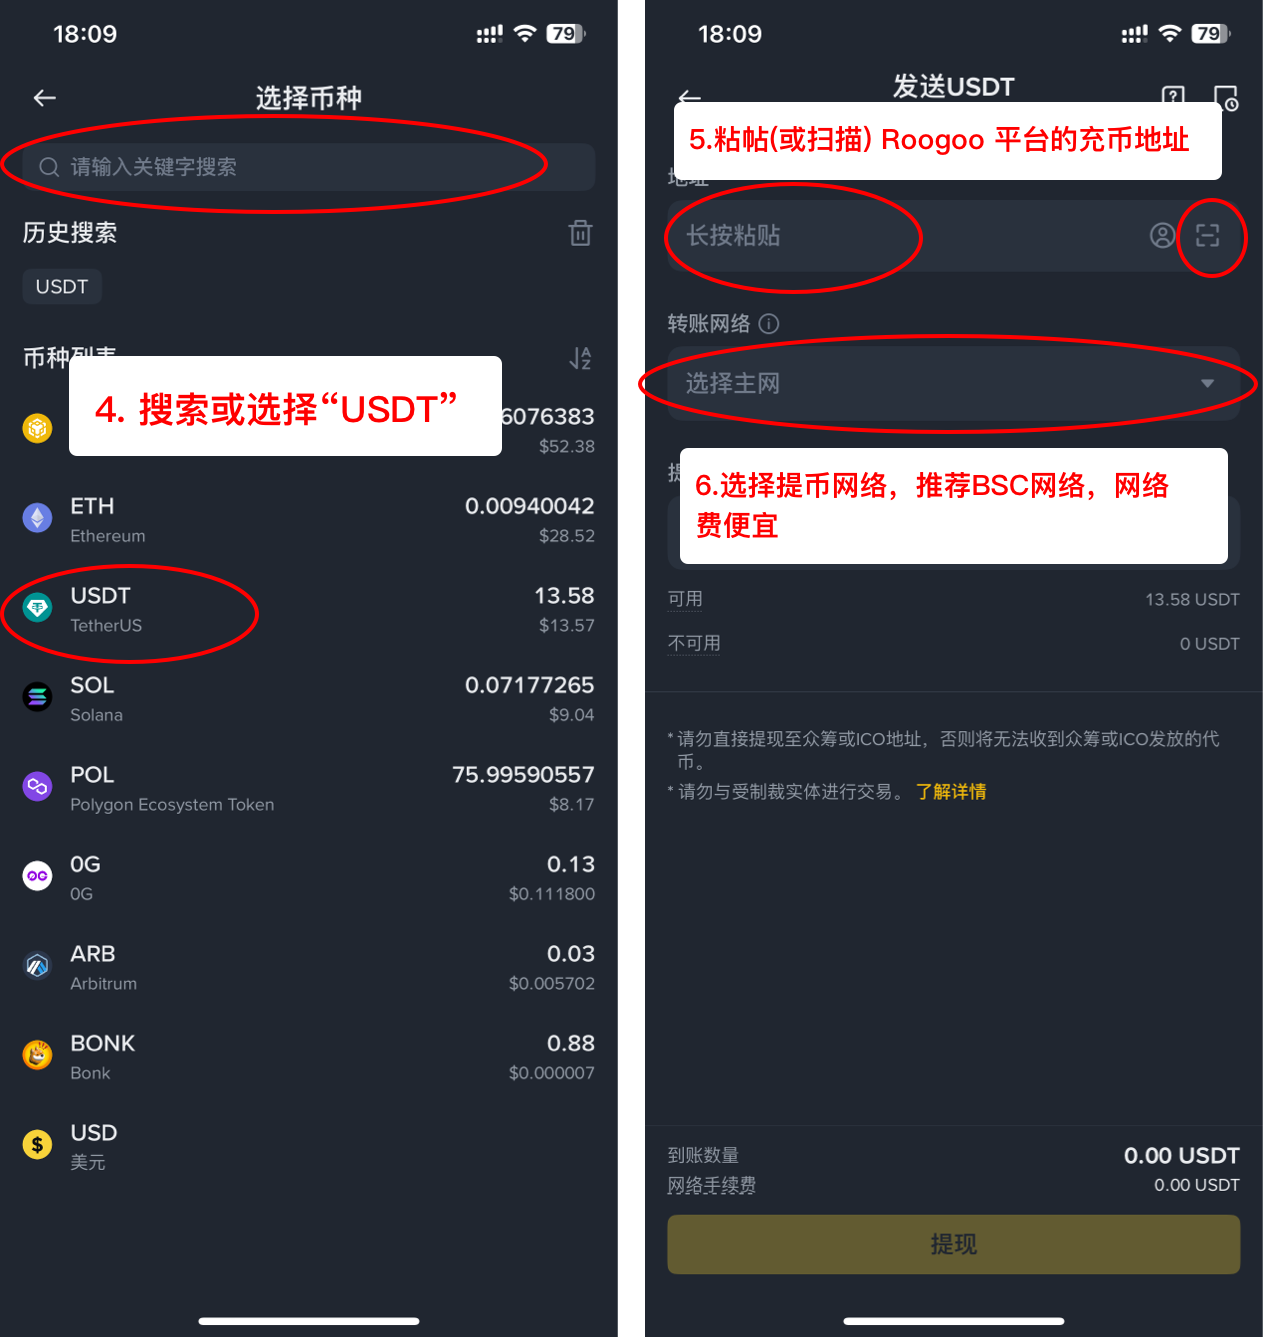 18:09
79
选择币种
请输入关键字搜索
历史搜索
USDT
币种列表
4. 搜索或选择“USDT”
6076383
$52.38
ETH
0.00940042
Ethereum
$28.52
USDT
13.58
TetherUS
$13.57
SOL
0.07177265
Solana
$9.04
POL
75.99590557
Polygon Ecosystem Token
$8.17
0G
0.13
0G
$0.111800
ARB
0.03
Arbitrum
$0.005702
BONK
0.88
Bonk
$0.000007
USD
美元
18:09
79
发送USDT
5.粘帖(或扫描) Roogoo 平台的充币地址
地址
长按粘贴
转账网络
选择主网
提
6.选择提币网络，推荐BSC网络，网络
费便宜
可用
13.58 USDT
不可用
0 USDT
* 请勿直接提现至众筹或ICO地址，否则将无法收到众筹或ICO发放的代
币。
* 请勿与受制裁实体进行交易。 了解详情
到账数量
0.00 USDT
网络手续费
0.00 USDT
提现